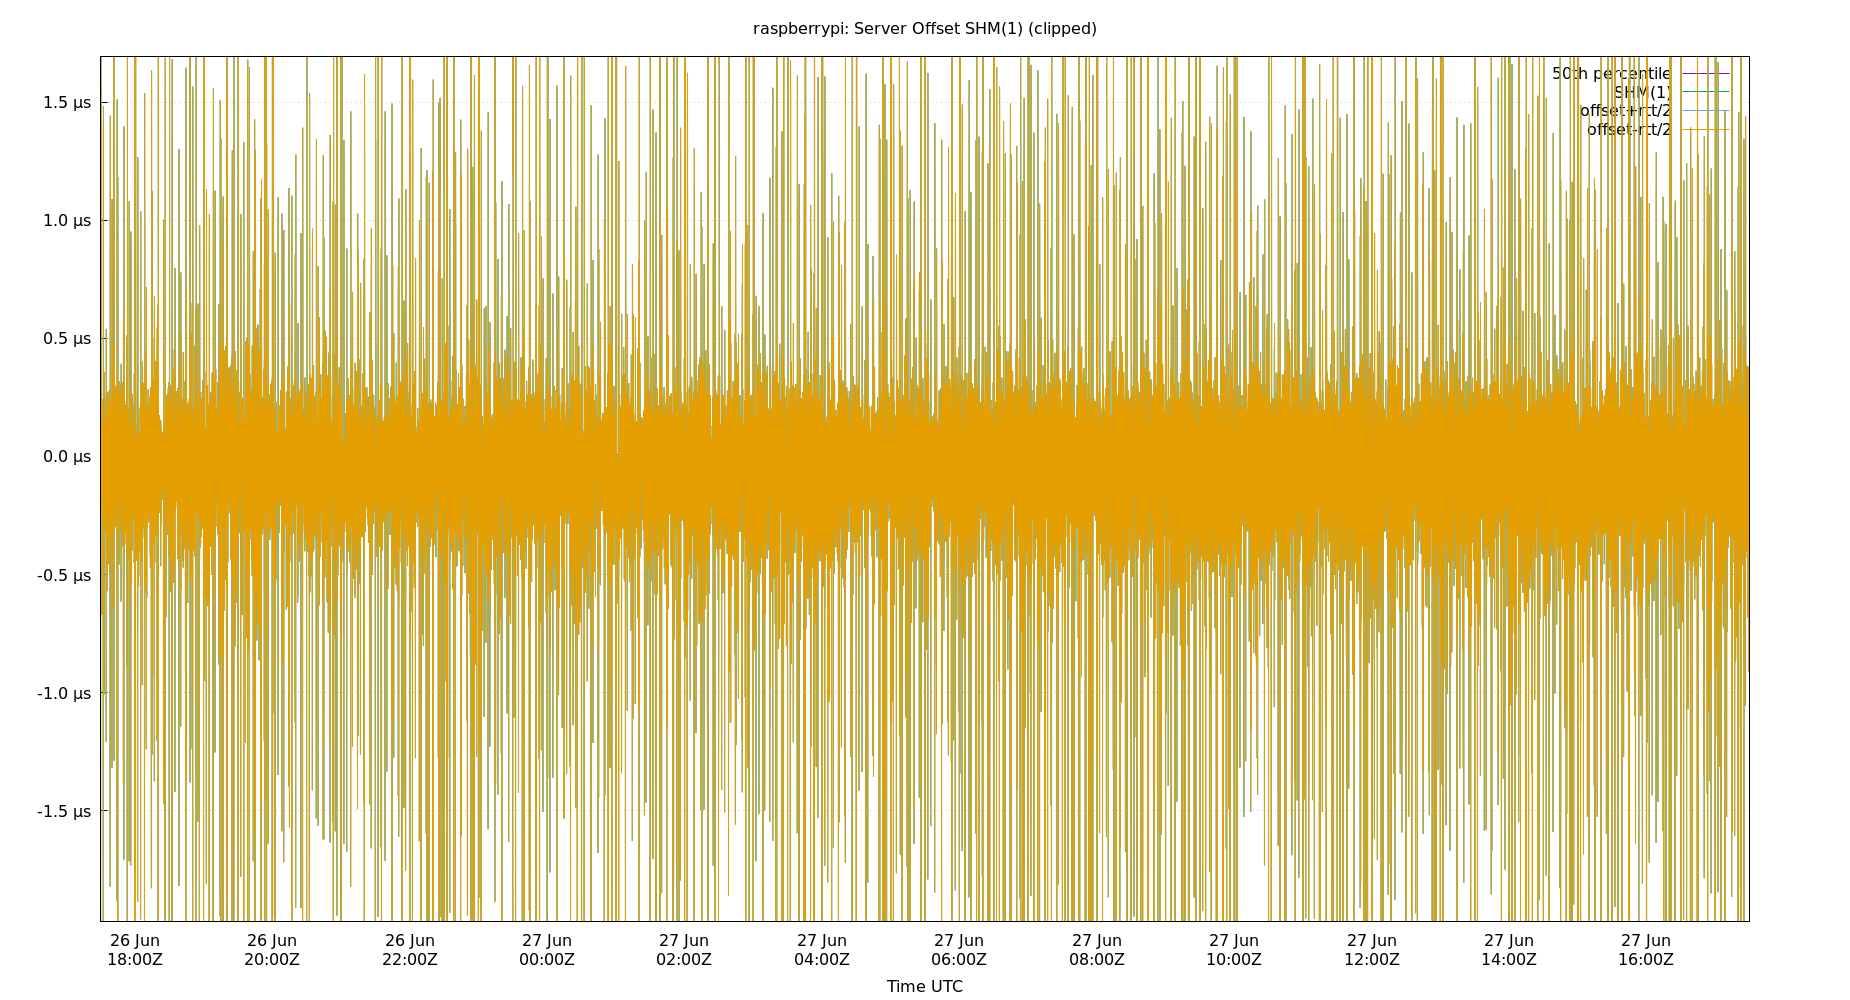 raspberrypi: Server Offset SHM(1) (clipped)
50th percentile
SHM(1)
offset+rtt/2
offset-rtt/2
1.5 µs
1.0 µs
0.5 µs
0.0 µs
-0.5 µs
-1.0 µs
-1.5 µs
26 Jun 26 Jun 26 Jun 27 Jun 27 Jun 27 Jun 27 Jun 27 Jun 27 Jun 27 Jun 27 Jun 27 Jun
18:00Z 20:00Z 22:00Z 00:00Z 02:00Z 04:00Z 06:00Z 08:00Z 10:00Z 12:00Z 14:00Z 16:00Z
Time UTC